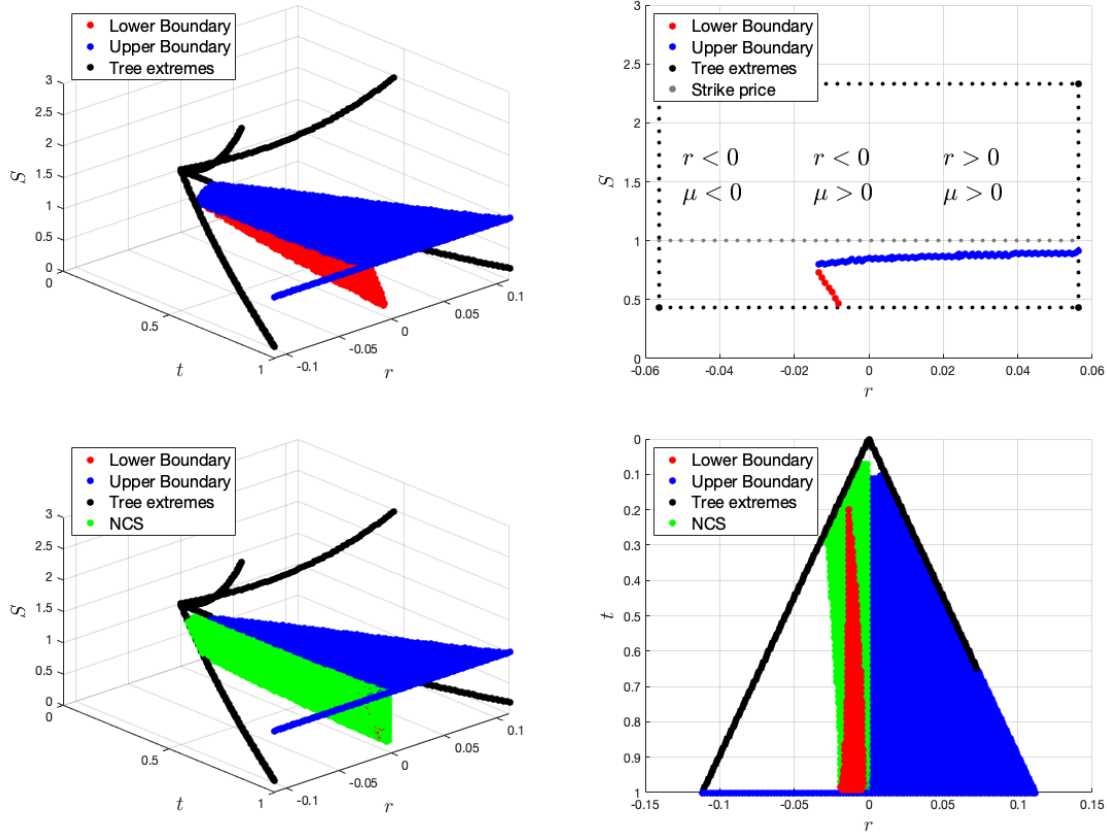 Lower Boundary
Upper Boundary
Tree extremes
3
2.5
2
1.5
1
0.5
0
S
0
0.5
1
t
-0.1
-0.05
0
0.05
0.1
r
Lower Boundary
Upper Boundary
Tree extremes
Strike price
3
2.5
2
1.5
1
0.5
0
S
r < 0 r < 0 r > 0
μ < 0 μ > 0 μ > 0
-0.06 -0.04 -0.02 0 0.02 0.04 0.06
r
Lower Boundary
Upper Boundary
Tree extremes
NCS
3
2.5
2
1.5
1
0.5
0
S
0
0.5
1
t
-0.1
-0.05
0
0.05
0.1
r
Lower Boundary
Upper Boundary
Tree extremes
NCS
0
0.1
0.2
0.3
0.4
0.5
0.6
0.7
0.8
0.9
1
t
-0.15 -0.1 -0.05 0 0.05 0.1 0.15
r